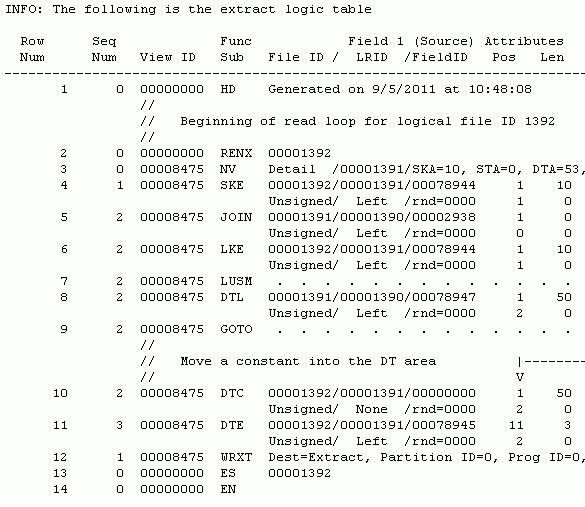 INFO: The following is the extract logic table
Row Seq Func Field 1 (Source) Attributes
Num Num View ID Sub File ID / LRID /FieldID Pos Len
--------------------------------------------------------------------------------
1 0 00000000 HD Generated on 9/5/2011 at 10:48:08
//
// Beginning of read loop for logical file ID 1392
//
2 0 00000000 RENX 00001392
3 0 00008475 NV Detail /00001391/SKA=10, STA=0, DTA=53,
4 1 00008475 SKE 00001392/00001391/00078944 1 10
Unsigned/ Left /rnd=0000 1 0
5 2 00008475 JOIN 00001391/00001390/00002938 1 0
Unsigned/ Left /rnd=0000 0 0
6 2 00008475 LKE 00001392/00001391/00078944 1 10
Unsigned/ Left /rnd=0000 1 0
7 2 00008475 LUSM . . . . . . . . . . . . .
8 2 00008475 DTL 00001391/00001390/00078947 1 50
Unsigned/ Left /rnd=0000 2 0
9 2 00008475 GOTO . . . . . . . . . . . . .
//
// Move a constant into the DT area |--------
// V
10 2 00008475 DTC 00001392/00001391/00000000 1 50
Unsigned/ None /rnd=0000 2 0
11 3 00008475 DTE 00001392/00001391/00078945 11 3
Unsigned/ Left /rnd=0000 2 0
12 1 00008475 WRXT Dest=Extract, Partition ID=0, Prog ID=0,
13 0 00000000 ES 00001392
14 0 00000000 EN